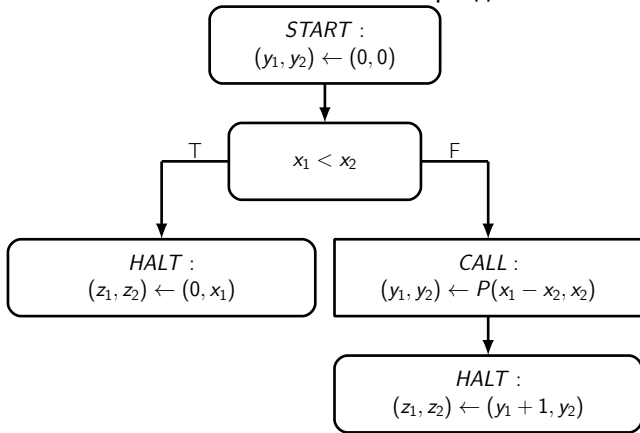 START :
(y₁, y₂) ← (0, 0)
x₁ < x₂
T
F
HALT :
(z₁, z₂) ← (0, x₁)
CALL :
(y₁, y₂) ← P(x₁ − x₂, x₂)
HALT :
(z₁, z₂) ← (y₁ + 1, y₂)